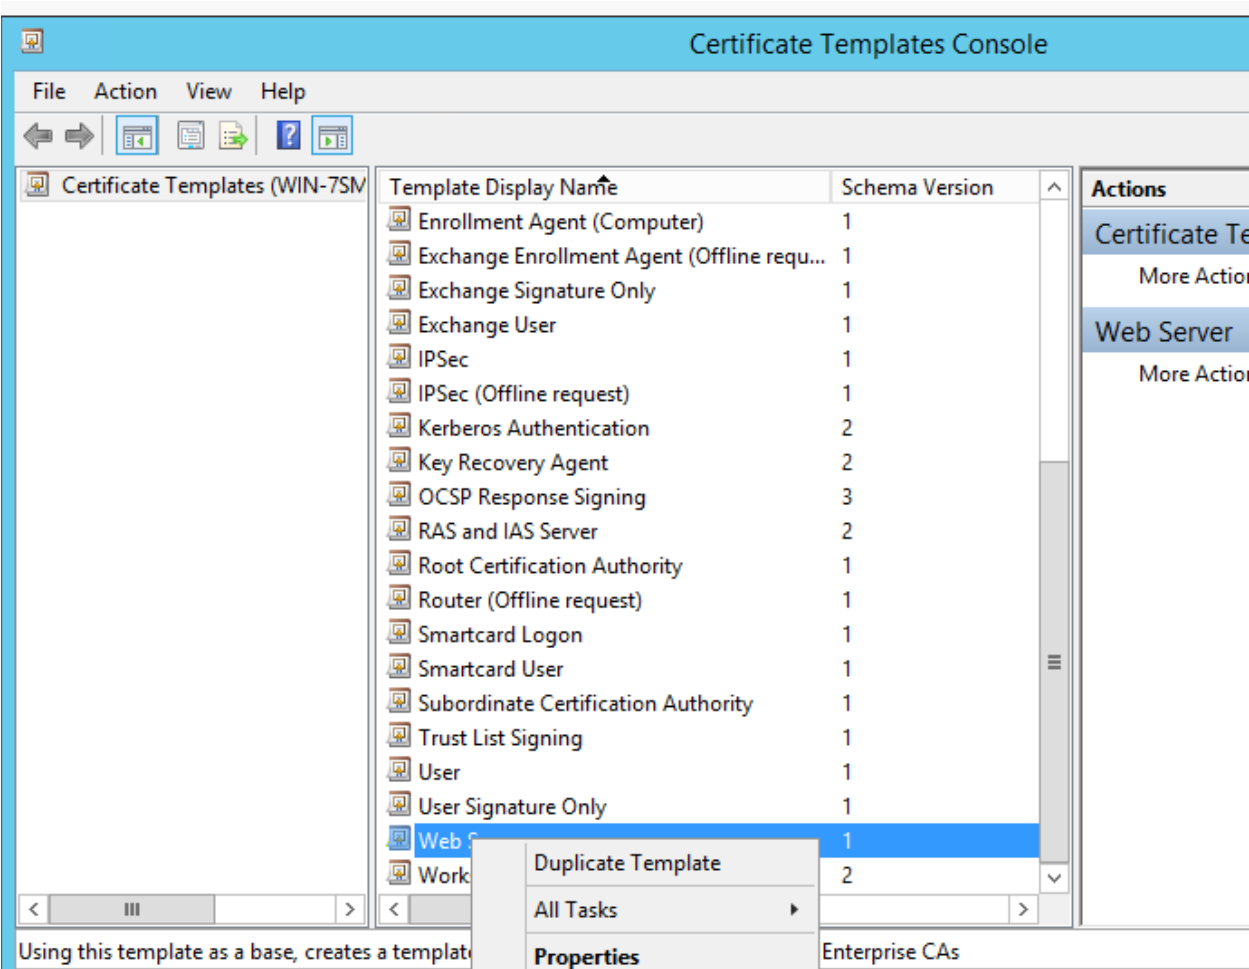 Certificate Templates Console
File Action View Help
Certificate Templates (WIN-7SM
Template Display Name Schema Version
Enrollment Agent (Computer) 1
Exchange Enrollment Agent (Offline requ... 1
Exchange Signature Only 1
Exchange User 1
IPSec 1
IPSec (Offline request) 1
Kerberos Authentication 2
Key Recovery Agent 2
OCSP Response Signing 3
RAS and IAS Server 2
Root Certification Authority 1
Router (Offline request) 1
Smartcard Logon 1
Smartcard User 1
Subordinate Certification Authority 1
Trust List Signing 1
User 1
User Signature Only 1
Web S 1
Work 2
Duplicate Template
All Tasks
Properties
Actions
Certificate Te
More Action
Web Server
More Action
Using this template as a base, creates a template Enterprise CAs